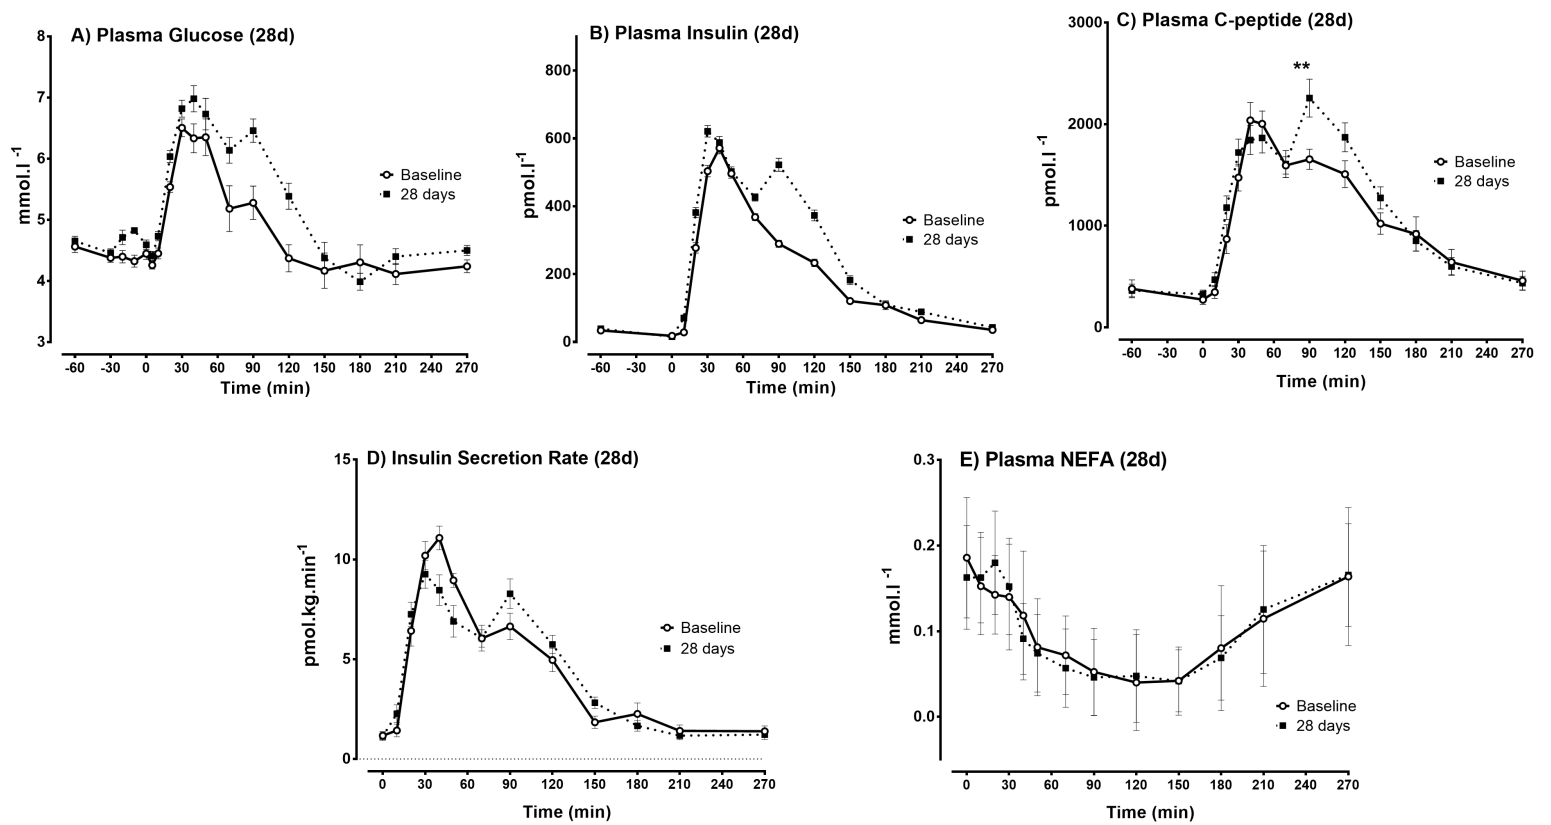 A) Plasma Glucose (28d)
8
7
6
5
4
3
mmol.l -1
Baseline
28 days
-60 -30 0 30 60 90 120 150 180 210 240 270
Time (min)
B) Plasma Insulin (28d)
800
600
400
200
0
pmol.l-1
Baseline
28 days
-60 -30 0 30 60 90 120 150 180 210 240 270
Time (min)
C) Plasma C-peptide (28d)
3000
2000
1000
0
pmol.l -1
**
Baseline
28 days
-60 -30 0 30 60 90 120 150 180 210 240 270
Time (min)
D) Insulin Secretion Rate (28d)
15
10
5
0
pmol.kg.min-1
Baseline
28 days
0 30 60 90 120 150 180 210 240 270
Time (min)
E) Plasma NEFA (28d)
0.3
0.2
0.1
0.0
mmol.l -1
Baseline
28 days
0 30 60 90 120 150 180 210 240 270
Time (min)